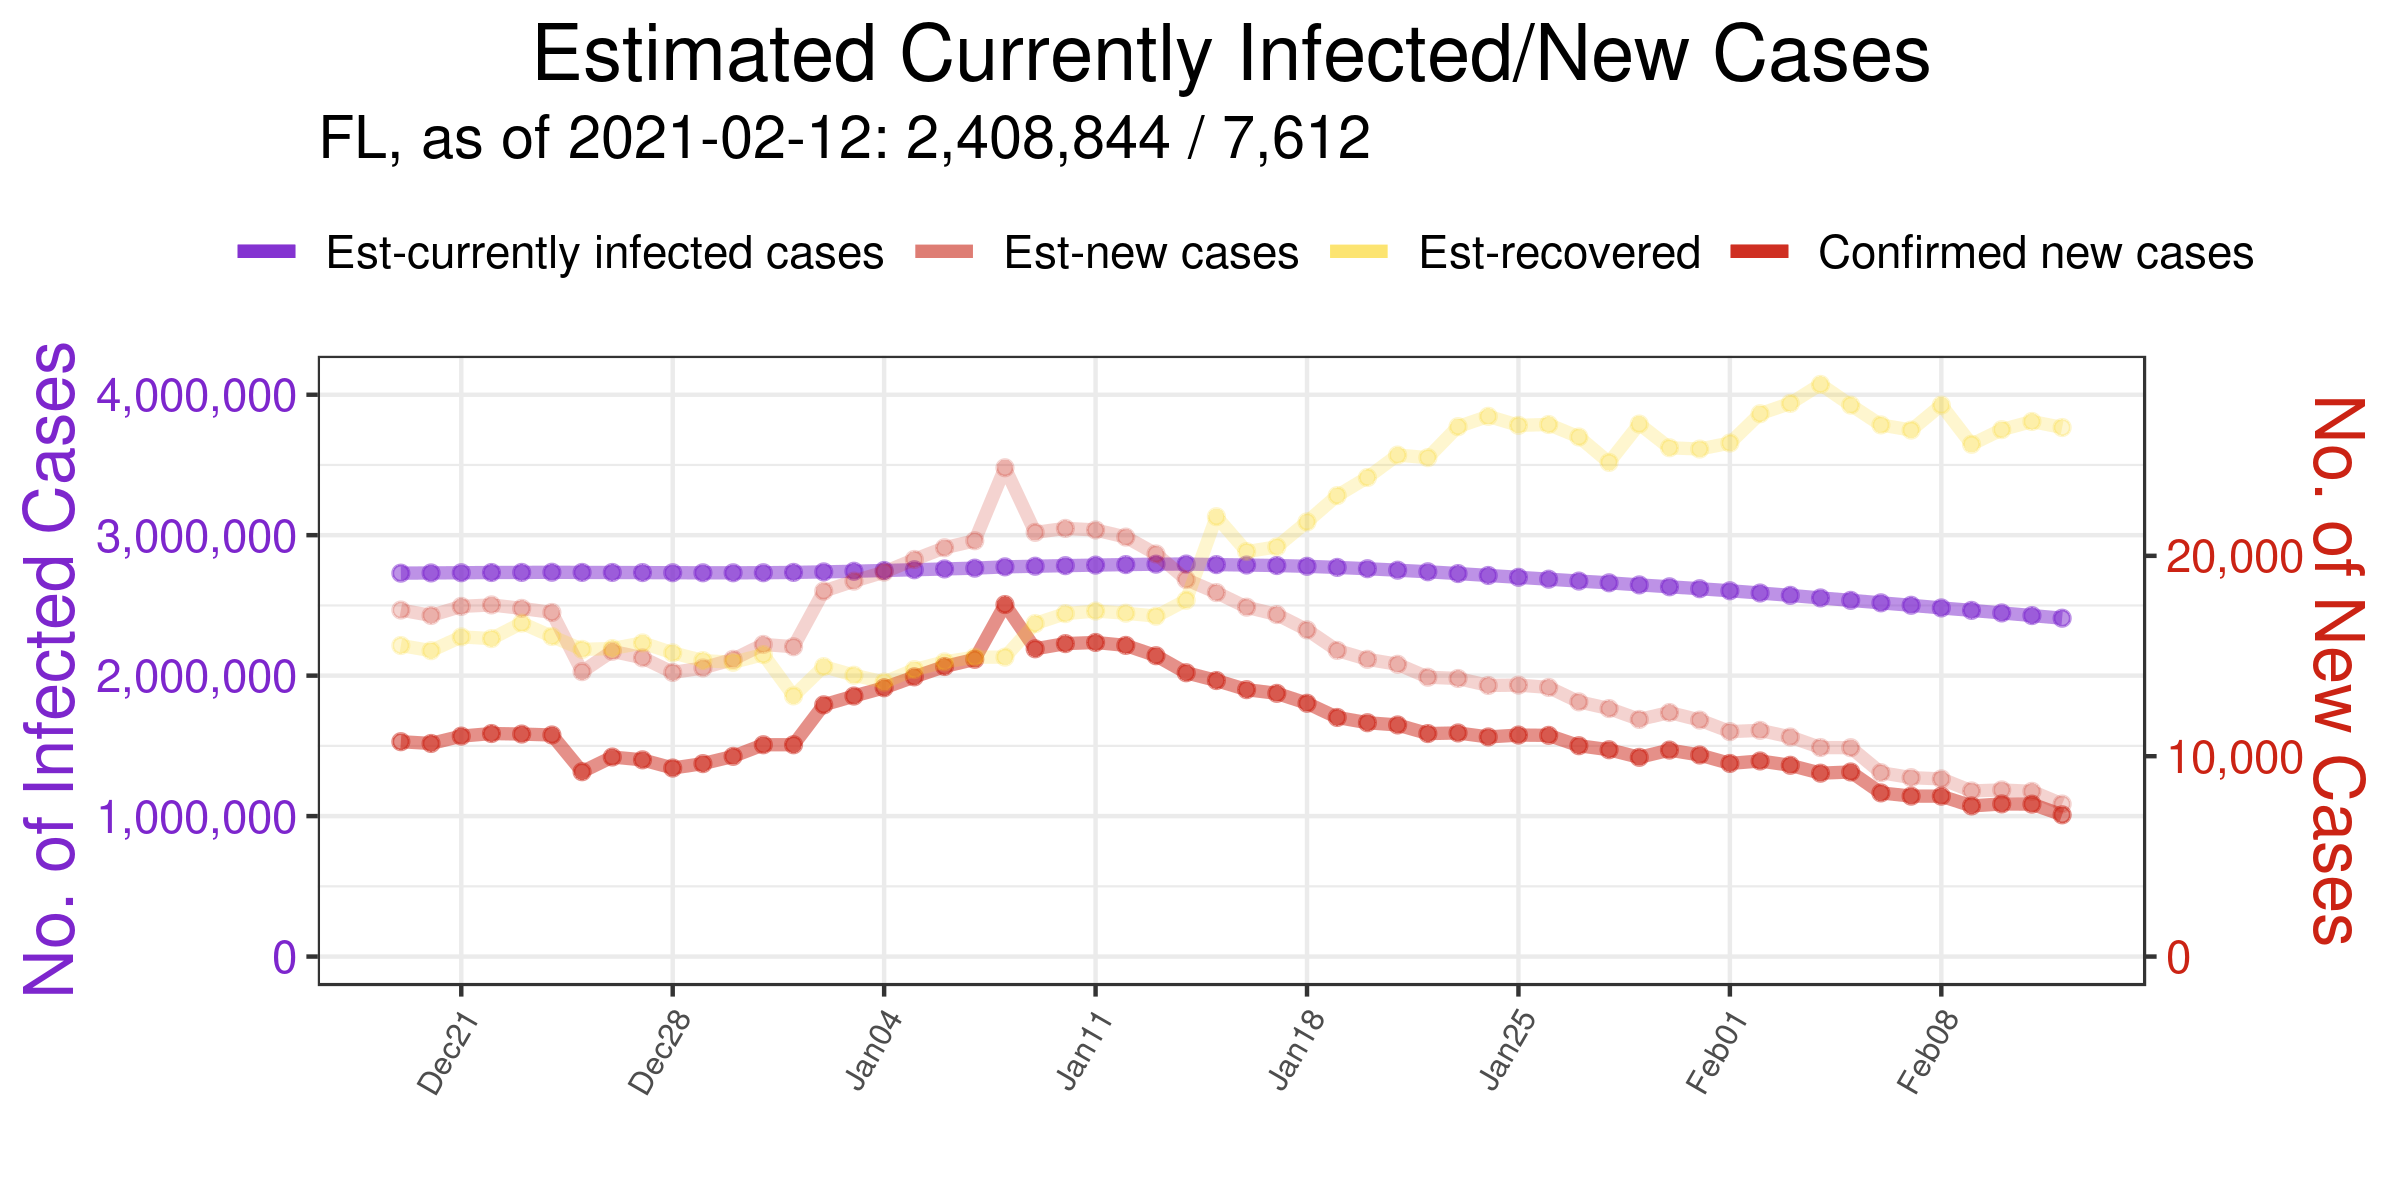 Estimated Currently Infected/New Cases
FL, as of 2021-02-12: 2,408,844 / 7,612
Est-currently infected cases Est-new cases Est-recovered Confirmed new cases
No. of Infected Cases
4,000,000
3,000,000
2,000,000
1,000,000
0
20,000
10,000
0
No. of New Cases
Dec21 Dec28 Jan04 Jan11 Jan18 Jan25 Feb01 Feb08